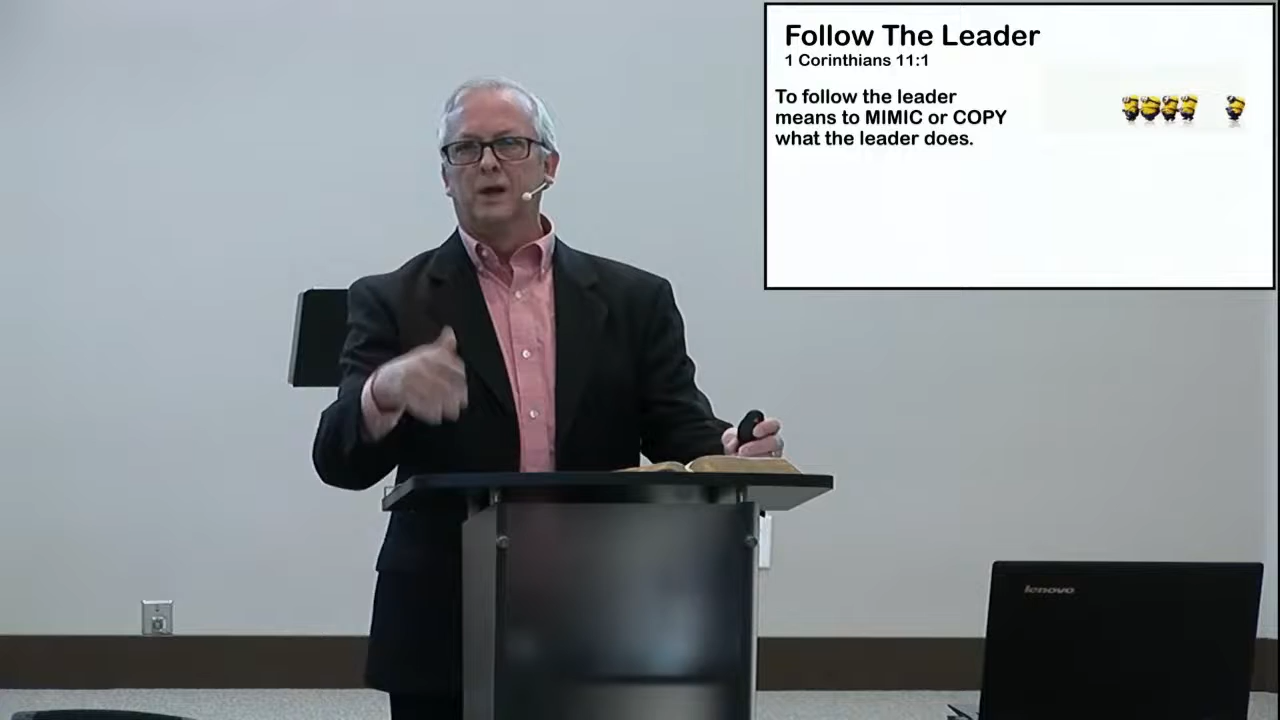 Follow The Leader
1 Corinthians 11:1
To follow the leader
means to MIMIC or COPY
what the leader does.
lenovo